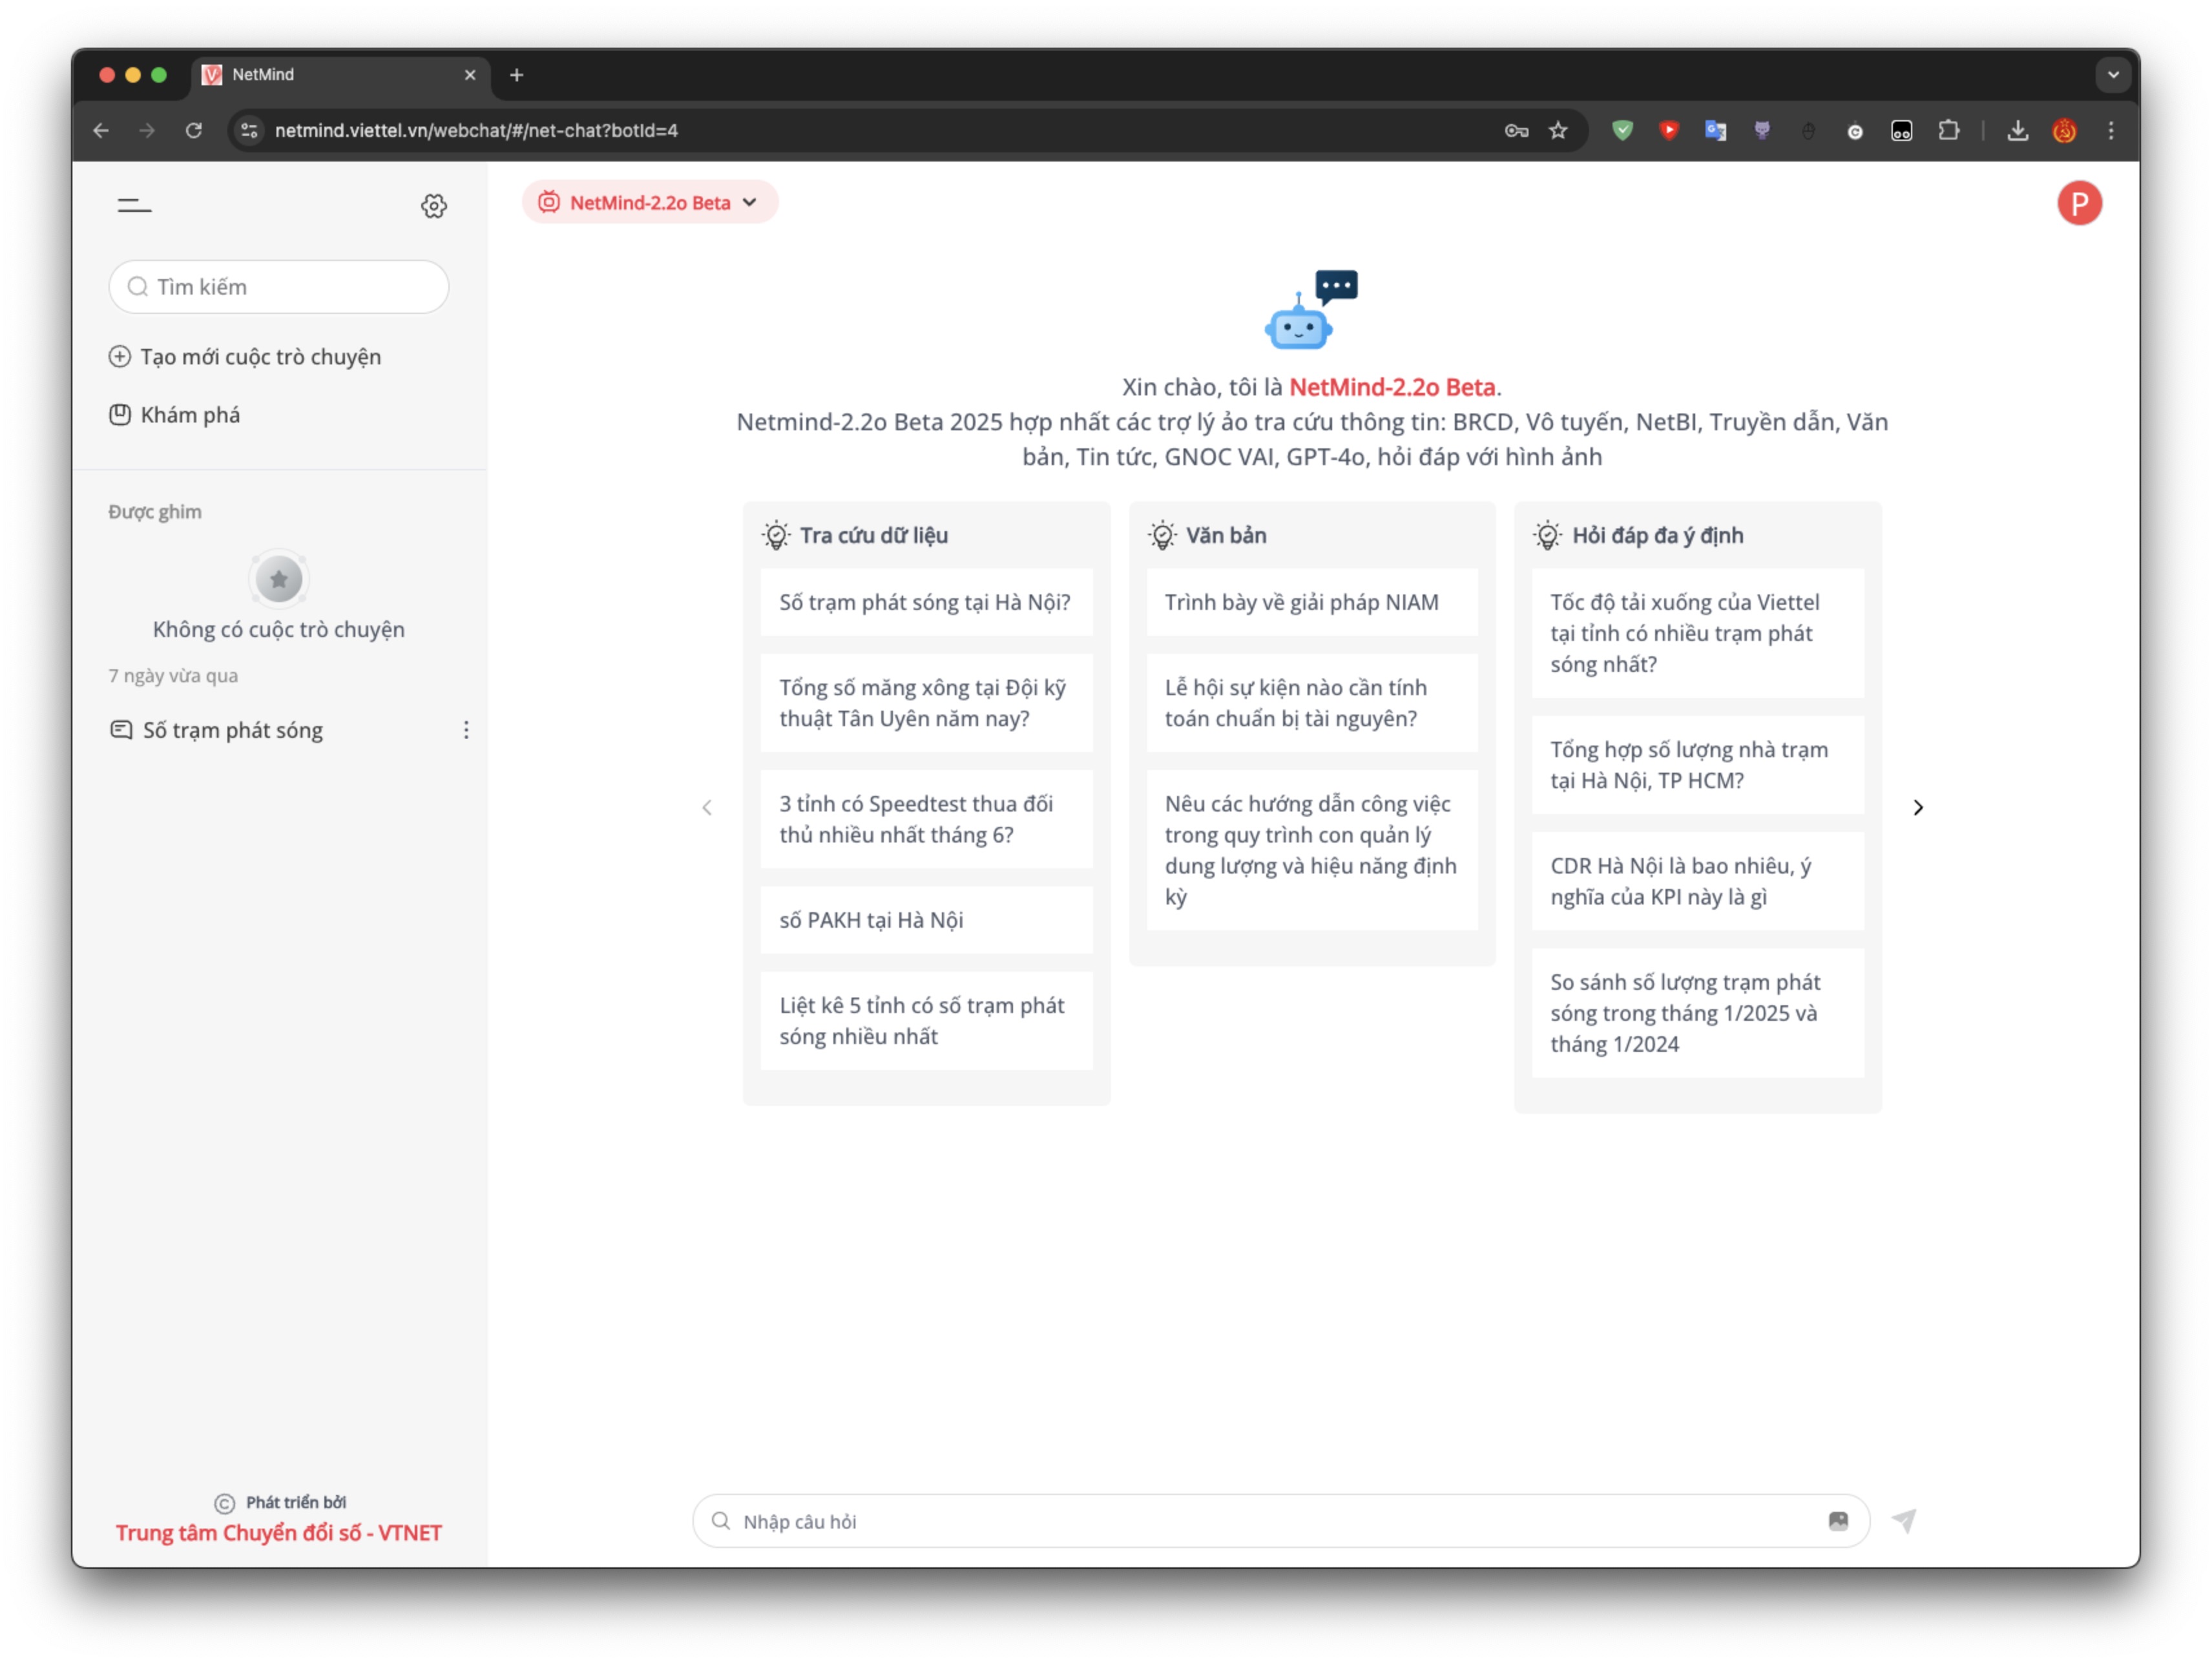 NetMind
netmind.viettel.vn/webchat/#/net-chat?botId=4
NetMind-2.2o Beta
P
Tìm kiếm
Tạo mới cuộc trò chuyện
Khám phá
Được ghim
Không có cuộc trò chuyện
7 ngày vừa qua
Số trạm phát sóng
Phát triển bởi
Trung tâm Chuyển đổi số - VTNET
Xin chào, tôi là NetMind-2.2o Beta.
Netmind-2.2o Beta 2025 hợp nhất các trợ lý ảo tra cứu thông tin: BRCD, Vô tuyến, NetBI, Truyền dẫn, Văn
bản, Tin tức, GNOC VAI, GPT-4o, hỏi đáp với hình ảnh
Tra cứu dữ liệu
Số trạm phát sóng tại Hà Nội?
Tổng số măng xông tại Đội kỹ
thuật Tân Uyên năm nay?
3 tỉnh có Speedtest thua đối
thủ nhiều nhất tháng 6?
số PAKH tại Hà Nội
Liệt kê 5 tỉnh có số trạm phát
sóng nhiều nhất
Văn bản
Trình bày về giải pháp NIAM
Lễ hội sự kiện nào cần tính
toán chuẩn bị tài nguyên?
Nêu các hướng dẫn công việc
trong quy trình con quản lý
dung lượng và hiệu năng định
kỳ
Hỏi đáp đa ý định
Tốc độ tải xuống của Viettel
tại tỉnh có nhiều trạm phát
sóng nhất?
Tổng hợp số lượng nhà trạm
tại Hà Nội, TP HCM?
CDR Hà Nội là bao nhiêu, ý
nghĩa của KPI này là gì
So sánh số lượng trạm phát
sóng trong tháng 1/2025 và
tháng 1/2024
Nhập câu hỏi